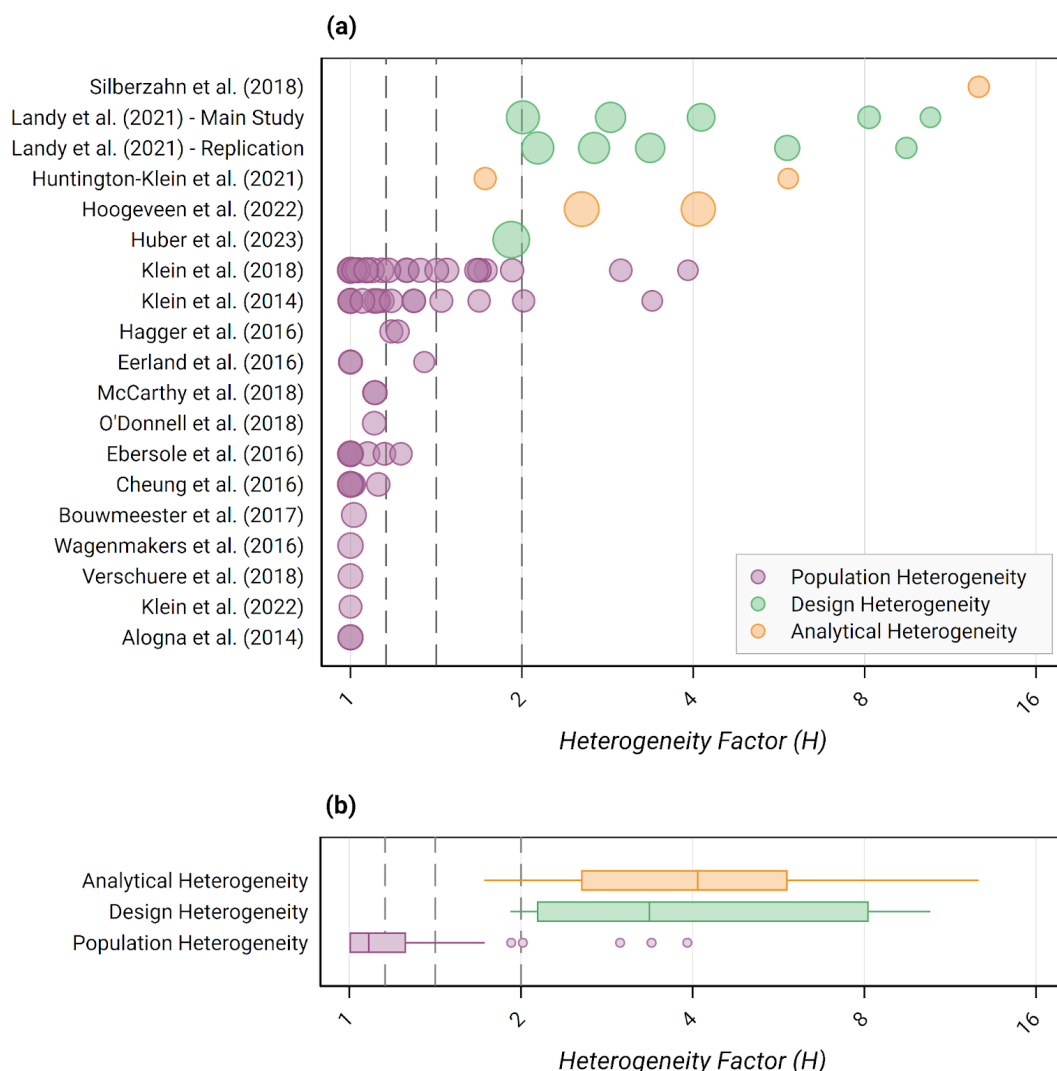 (a)
Silberzahn et al. (2018)
Landy et al. (2021) - Main Study
Landy et al. (2021) - Replication
Huntington-Klein et al. (2021)
Hoogeveen et al. (2022)
Huber et al. (2023)
Klein et al. (2018)
Klein et al. (2014)
Hagger et al. (2016)
Eerland et al. (2016)
McCarthy et al. (2018)
O'Donnell et al. (2018)
Ebersole et al. (2016)
Cheung et al. (2016)
Bouwmeester et al. (2017)
Wagenmakers et al. (2016)
Verschuere et al. (2018)
Klein et al. (2022)
Alogna et al. (2014)
Population Heterogeneity
Design Heterogeneity
Analytical Heterogeneity
1 2 4 8 16
Heterogeneity Factor (H)
(b)
Analytical Heterogeneity
Design Heterogeneity
Population Heterogeneity
1 2 4 8 16
Heterogeneity Factor (H)